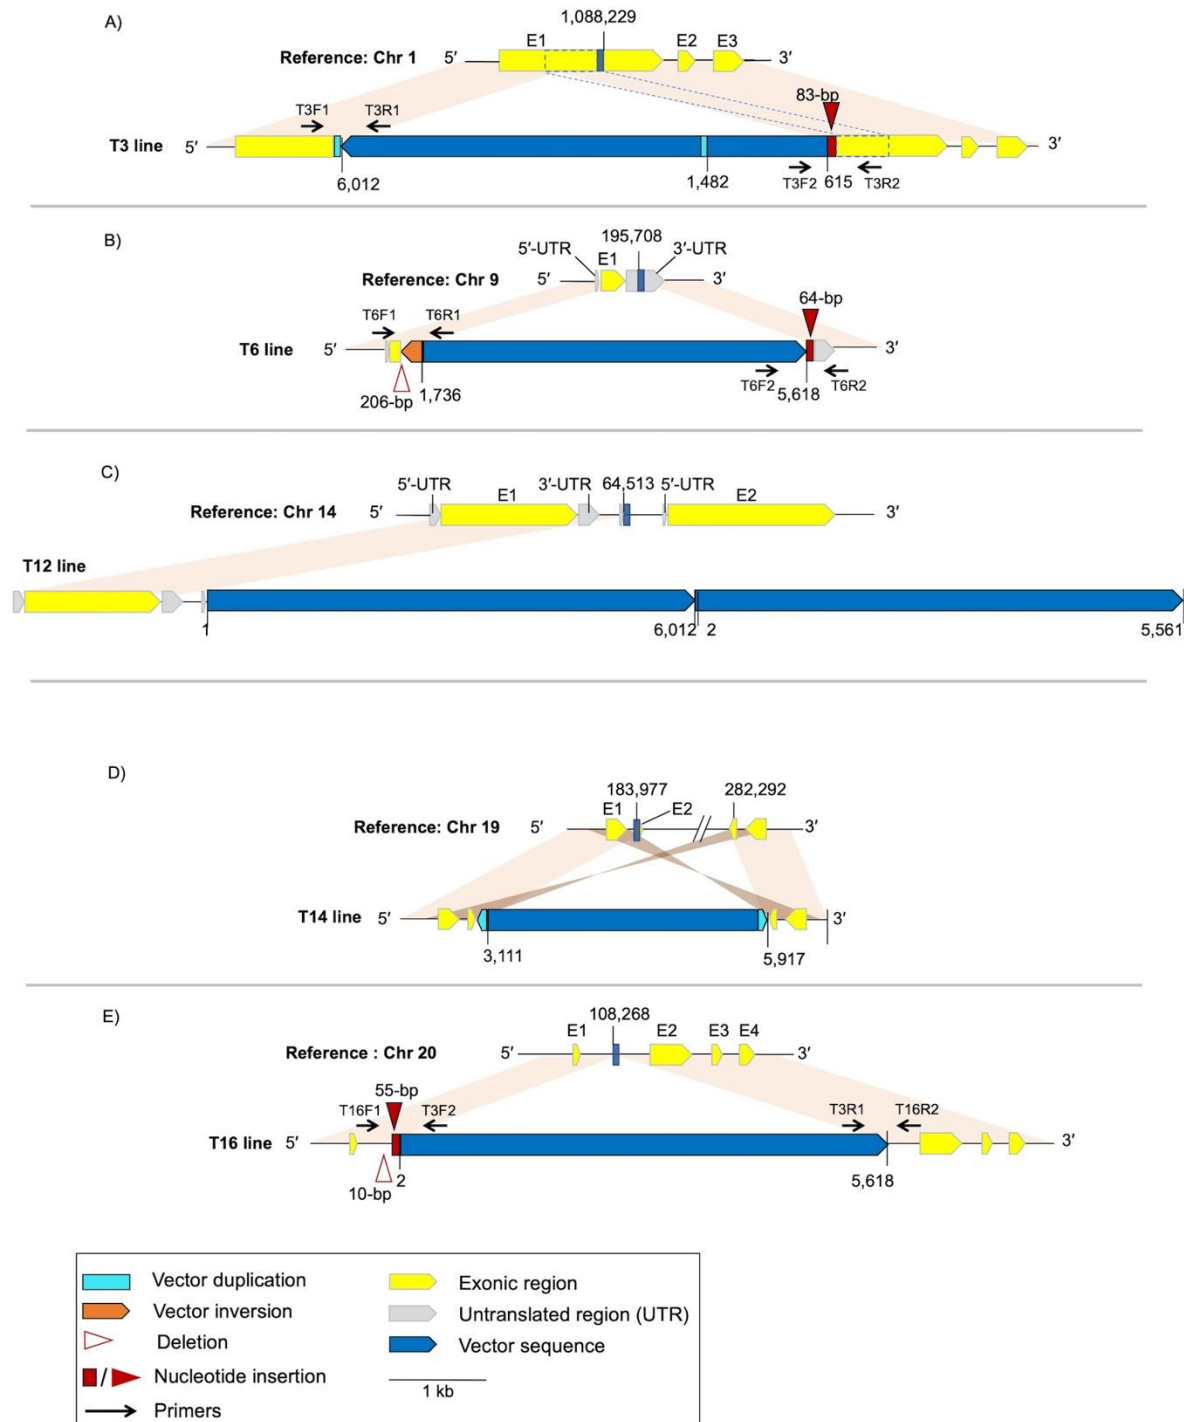 A)
1,088,229
E1 E2 E3
Reference: Chr 1 5′ 3′
83-bp
T3F1 T3R1
T3 line 5′ 3′
6,012 1,482 T3F2 615 T3R2
B)
195,708
5′-UTR 3′-UTR
E1
Reference: Chr 9 5′ 3′
64-bp
T6F1 T6R1
T6 line 5′ 3′
206-bp 1,736 T6F2 5,618 T6R2
C)
5′-UTR E1 3′-UTR 64,513 5′-UTR E2
Reference: Chr 14 5′ 3′
T12 line
1 6,012 2 5,561
D)
183,977 282,292
E1 E2
Reference: Chr 19 5′ 3′
T14 line 5′ 3′
3,111 5,917
E)
108,268
E1 E2 E3 E4
Reference : Chr 20 5′ 3′
55-bp
T16F1 T3F2 T3R1 T16R2
T16 line 5′ 3′
10-bp 2 5,618
Vector duplication Exonic region
Vector inversion Untranslated region (UTR)
Deletion Vector sequence
/ Nucleotide insertion
1 kb
Primers